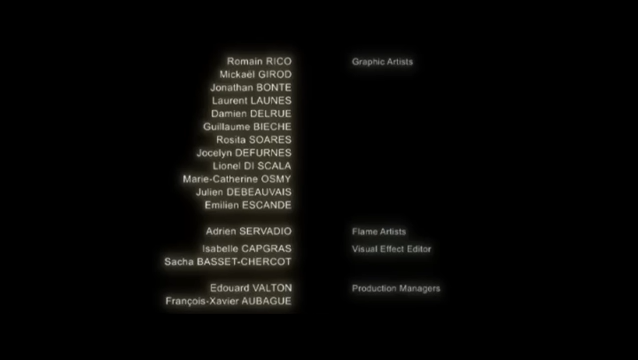 Romain RICO Graphic Artists
Mickaël GIROD
Jonathan BONTE
Laurent LAUNES
Damien DELRUE
Guillaume BIECHE
Rosita SOARES
Jocelyn DEFURNES
Lionel DI SCALA
Marie-Catherine OSMY
Julien DEBEAUVAIS
Emilien ESCANDE
Adrien SERVADIO Flame Artists
Isabelle CAPGRAS Visual Effect Editor
Sacha BASSET-CHERCOT
Edouard VALTON Production Managers
François-Xavier AUBAGUE